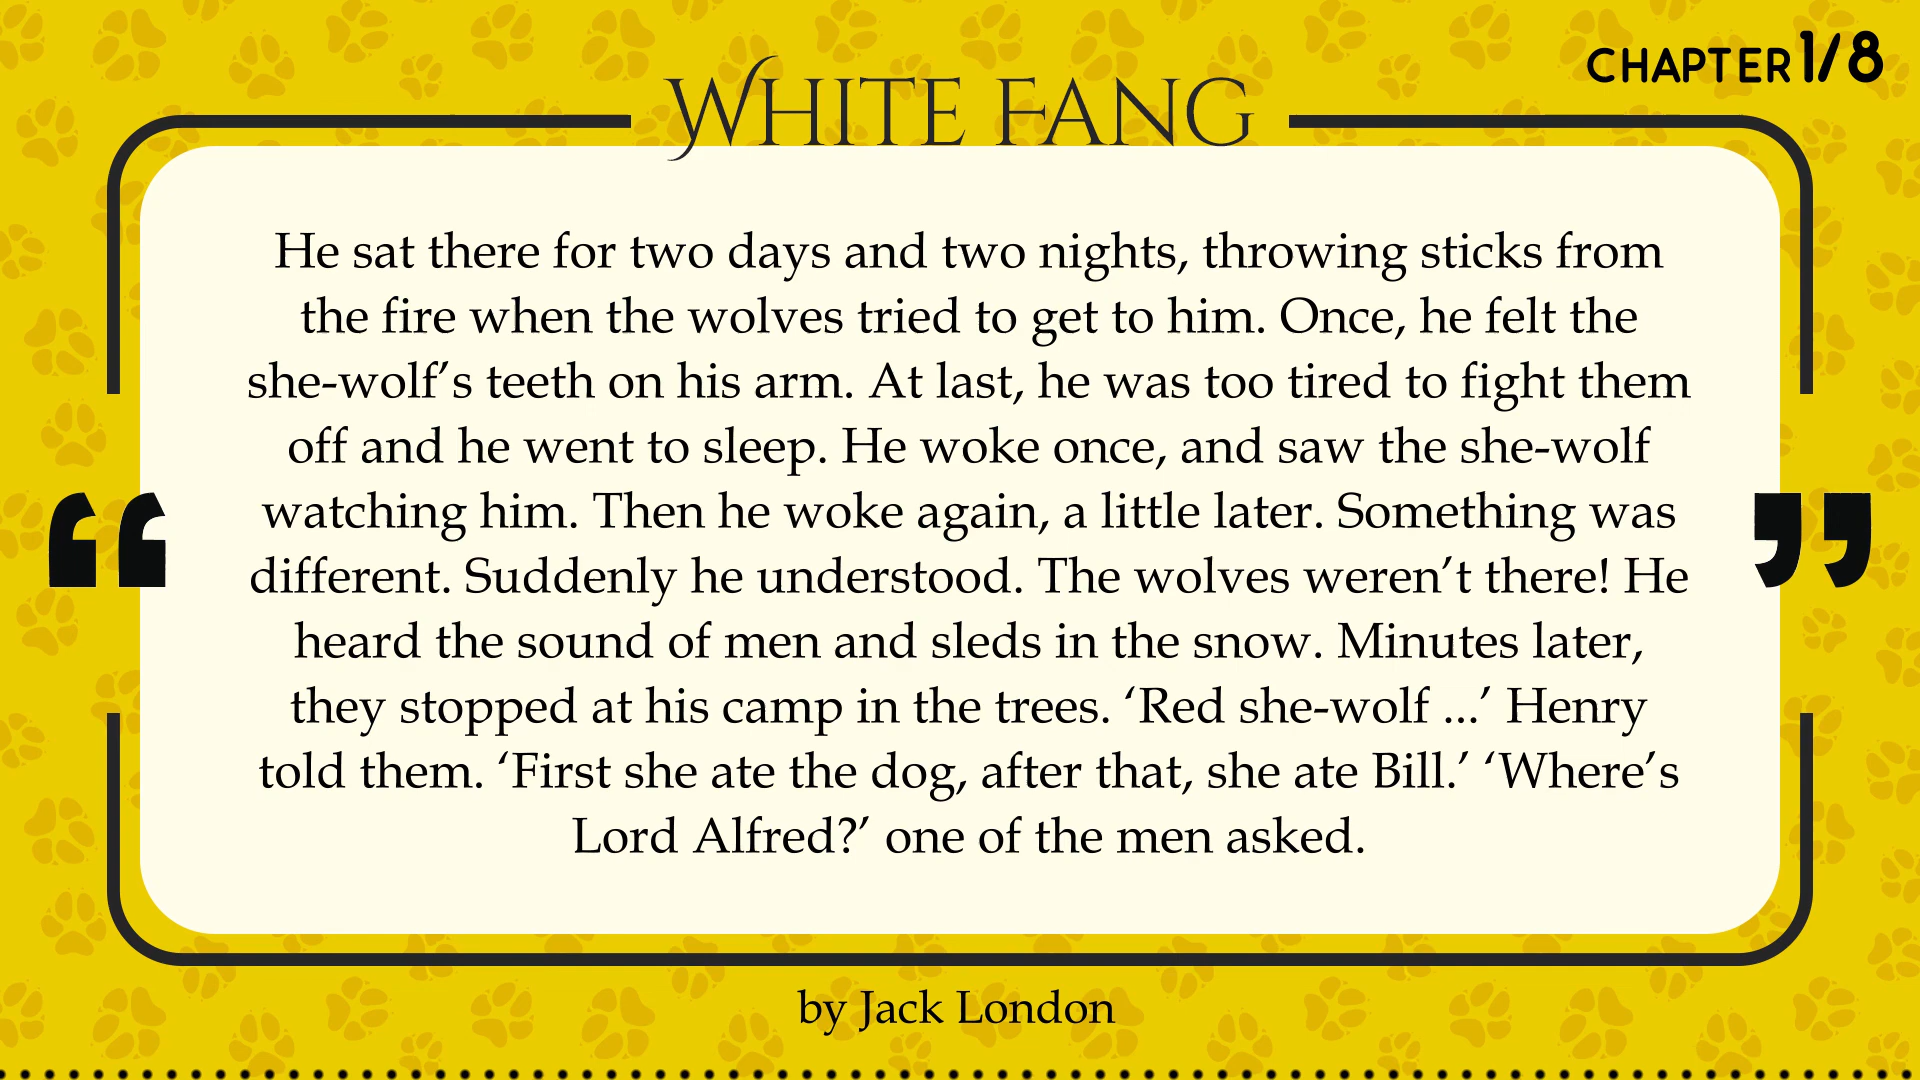 CHAPTER 1/8
WHITE FANG
He sat there for two days and two nights, throwing sticks from
the fire when the wolves tried to get to him. Once, he felt the
she-wolf’s teeth on his arm. At last, he was too tired to fight them
off and he went to sleep. He woke once, and saw the she-wolf
watching him. Then he woke again, a little later. Something was
different. Suddenly he understood. The wolves weren’t there! He
heard the sound of men and sleds in the snow. Minutes later,
they stopped at his camp in the trees. ‘Red she-wolf ...’ Henry
told them. ‘First she ate the dog, after that, she ate Bill.’ ‘Where’s
Lord Alfred?’ one of the men asked.
“ ”
by Jack London